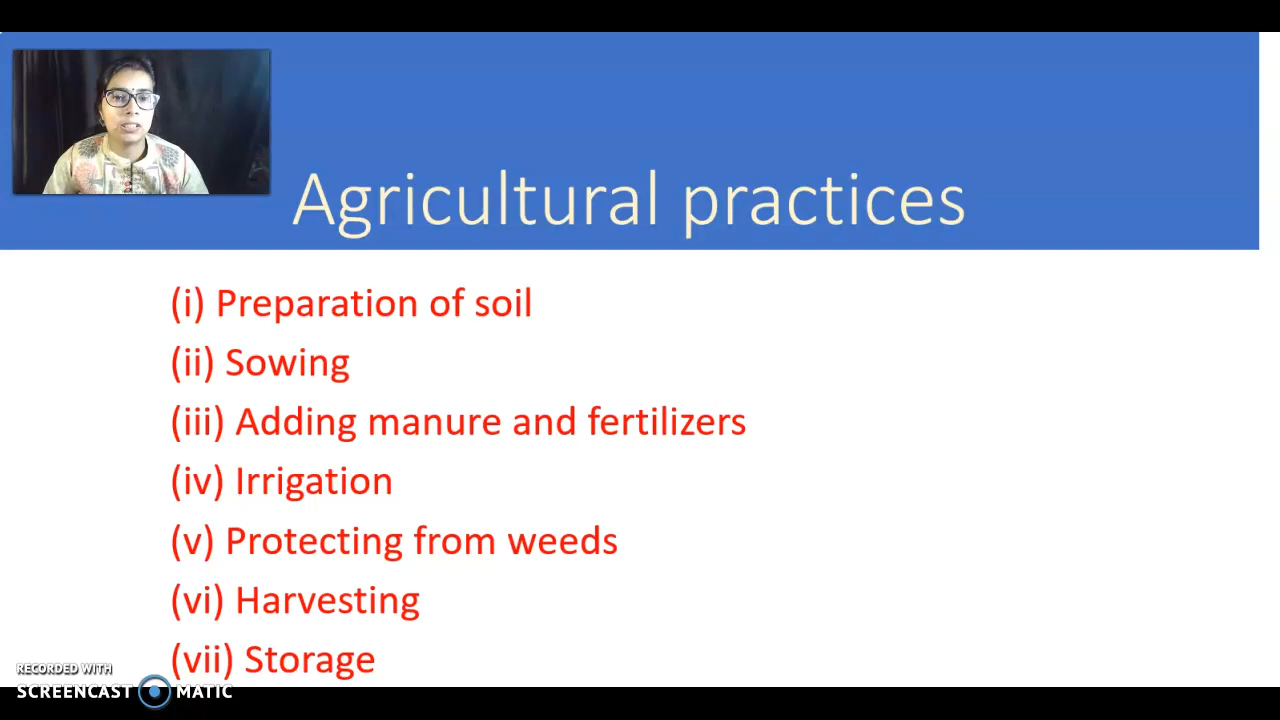 Agricultural practices
(i) Preparation of soil
(ii) Sowing
(iii) Adding manure and fertilizers
(iv) Irrigation
(v) Protecting from weeds
(vi) Harvesting
(vii) Storage
RECORDED WITH
SCREENCAST MATIC